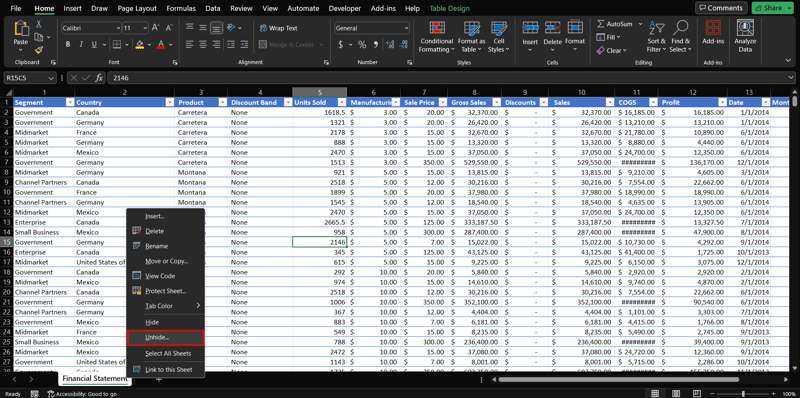 File Home Insert Draw Page Layout Formulas Data Review View Automate Developer Add-ins Help Table Design Comments Share
Paste Calibri 11 A A Wrap Text General Conditional Formatting Format as Table Cell Styles Insert Delete Format AutoSum Fill Clear Sort & Filter Find & Select Add-ins Analyze Data
B I U Merge & Center $ % ,
Clipboard Font Alignment Number Styles Cells Editing Add-ins
R15C5 fx 2146
1 2 3 4 5 6 7 8 9 10 11 12 13
1 Segment Country Product Discount Band Units Sold Manufacturin Sale Price Gross Sales Discounts Sales COGS Profit Date Mont
2 Government Canada Carretera None 1618.5 $ 3.00 $ 20.00 $ 32,370.00 $ - $ 32,370.00 $ 16,185.00 $ 16,185.00 1/1/2014
3 Government Germany Carretera None 1321 $ 3.00 $ 20.00 $ 26,420.00 $ - $ 26,420.00 $ 13,210.00 $ 13,210.00 1/1/2014
4 Midmarket France Carretera None 2178 $ 3.00 $ 15.00 $ 32,670.00 $ - $ 32,670.00 $ 21,780.00 $ 10,890.00 6/1/2014
5 Midmarket Germany Carretera None 888 $ 3.00 $ 15.00 $ 13,320.00 $ - $ 13,320.00 $ 8,880.00 $ 4,440.00 6/1/2014
6 Midmarket Mexico Carretera None 2470 $ 3.00 $ 15.00 $ 37,050.00 $ - $ 37,050.00 $ 24,700.00 $ 12,350.00 6/1/2014
7 Government Germany Carretera None 1513 $ 3.00 $ 350.00 $ 529,550.00 $ - $ 529,550.00 ######### $ 136,170.00 12/1/2014
8 Midmarket Germany Montana None 921 $ 5.00 $ 15.00 $ 13,815.00 $ - $ 13,815.00 $ 9,210.00 $ 4,605.00 3/1/2014
9 Channel Partners Canada Montana None 2518 $ 5.00 $ 12.00 $ 30,216.00 $ - $ 30,216.00 $ 7,554.00 $ 22,662.00 6/1/2014
10 Government France Montana None 1899 $ 5.00 $ 20.00 $ 37,980.00 $ - $ 37,980.00 $ 18,990.00 $ 18,990.00 6/1/2014
11 Channel Partners Germany Montana None 1545 $ 5.00 $ 12.00 $ 18,540.00 $ - $ 18,540.00 $ 4,635.00 $ 13,905.00 6/1/2014
12 Midmarket Mexico Montana None 2470 $ 5.00 $ 15.00 $ 37,050.00 $ - $ 37,050.00 $ 24,700.00 $ 12,350.00 6/1/2014
13 Enterprise Canada None 2665.5 $ 5.00 $ 125.00 $ 333,187.50 $ - $ 333,187.50 ######### $ 13,327.50 7/1/2014
14 Small Business Mexico None 958 $ 5.00 $ 300.00 $ 287,400.00 $ - $ 287,400.00 ######### $ 47,900.00 8/1/2014
15 Government Germany None 2146 $ 5.00 $ 7.00 $ 15,022.00 $ - $ 15,022.00 $ 10,730.00 $ 4,292.00 9/1/2014
16 Enterprise Canada None 345 $ 5.00 $ 125.00 $ 43,125.00 $ - $ 43,125.00 $ 41,400.00 $ 1,725.00 10/1/2013
17 Midmarket United States of None 615 $ 5.00 $ 15.00 $ 9,225.00 $ - $ 9,225.00 $ 6,150.00 $ 3,075.00 12/1/2014
18 Government Canada None 292 $ 10.00 $ 20.00 $ 5,840.00 $ - $ 5,840.00 $ 2,920.00 $ 2,920.00 2/1/2014
19 Midmarket Mexico None 974 $ 10.00 $ 15.00 $ 14,610.00 $ - $ 14,610.00 $ 9,740.00 $ 4,870.00 2/1/2014
20 Channel Partners Canada None 2518 $ 10.00 $ 12.00 $ 30,216.00 $ - $ 30,216.00 $ 7,554.00 $ 22,662.00 6/1/2014
21 Government Germany None 1006 $ 10.00 $ 350.00 $ 352,100.00 $ - $ 352,100.00 ######### $ 90,540.00 6/1/2014
22 Channel Partners Germany None 367 $ 10.00 $ 12.00 $ 4,404.00 $ - $ 4,404.00 $ 1,101.00 $ 3,303.00 7/1/2014
23 Government Mexico None 883 $ 10.00 $ 7.00 $ 6,181.00 $ - $ 6,181.00 $ 4,415.00 $ 1,766.00 8/1/2014
24 Midmarket France None 549 $ 10.00 $ 15.00 $ 8,235.00 $ - $ 8,235.00 $ 5,490.00 $ 2,745.00 9/1/2013
25 Small Business Mexico None 788 $ 10.00 $ 300.00 $ 236,400.00 $ - $ 236,400.00 ######### $ 39,400.00 9/1/2013
26 Midmarket Mexico None 2472 $ 10.00 $ 15.00 $ 37,080.00 $ - $ 37,080.00 $ 24,720.00 $ 12,360.00 9/1/2014
27 Government United States of None 1143 $ 10.00 $ 7.00 $ 8,001.00 $ - $ 8,001.00 $ 5,715.00 $ 2,286.00 10/1/2013
Insert...
Delete
Rename
Move or Copy...
View Code
Protect Sheet...
Tab Color
Hide
Unhide...
Select All Sheets
Link to this Sheet
Financial Statement
Ready Accessibility: Good to go 100%